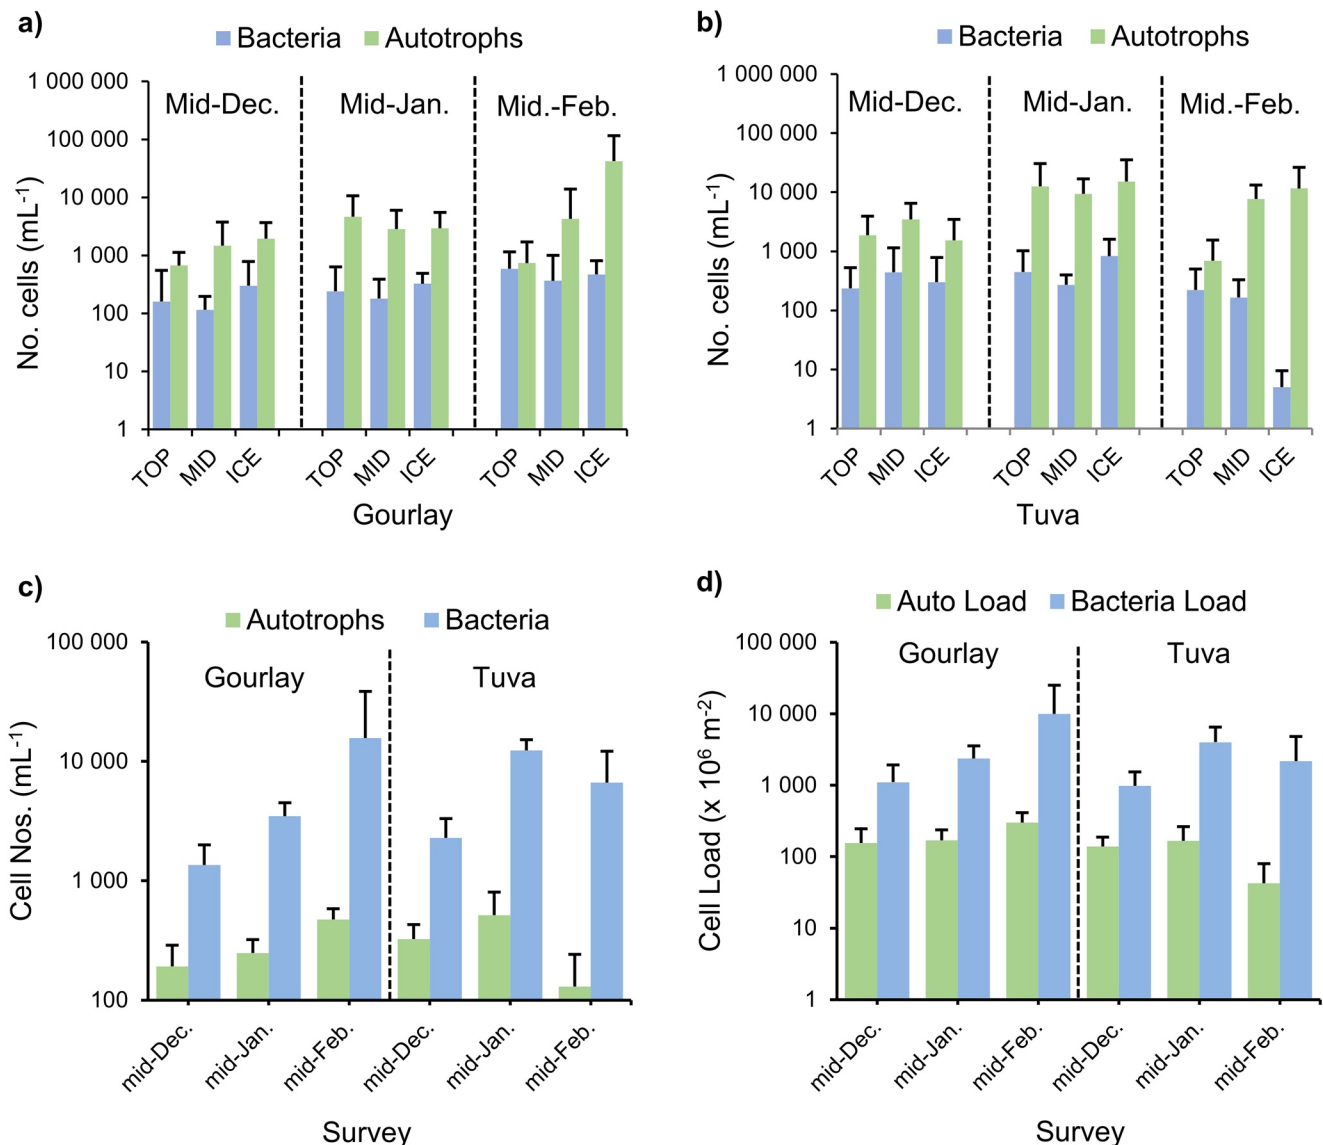 a)
Bacteria Autotrophs
1 000 000
100 000
10 000
1 000
100
10
1
No. cells (mL-1)
Mid-Dec. Mid-Jan. Mid.-Feb.
TOP MID ICE TOP MID ICE TOP MID ICE
Gourlay
b)
Bacteria Autotrophs
1 000 000
100 000
10 000
1 000
100
10
1
No. cells (mL-1)
Mid-Dec. Mid-Jan. Mid.-Feb.
TOP MID ICE TOP MID ICE TOP MID ICE
Tuva
c)
Autotrophs Bacteria
100 000
10 000
1 000
100
Cell Nos. (mL-1)
Gourlay Tuva
mid-Dec. mid-Jan. mid-Feb. mid-Dec. mid-Jan. mid-Feb.
Survey
d)
Auto Load Bacteria Load
100 000
10 000
1 000
100
10
1
Cell Load (x 10^6 m-2)
Gourlay Tuva
mid-Dec. mid-Jan. mid-Feb. mid-Dec. mid-Jan. mid-Feb.
Survey